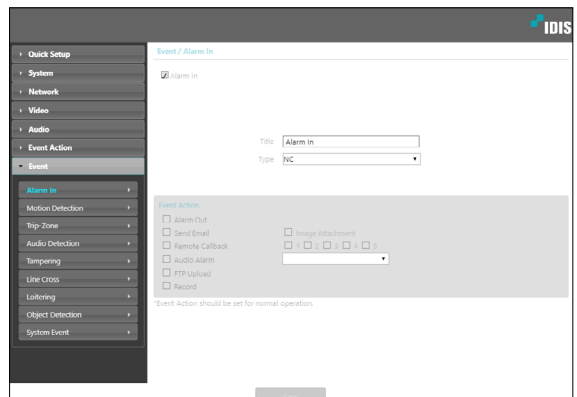 IDIS
Quick Setup
System
Network
Video
Audio
Event Action
Event
Alarm In
Motion Detection
Trip-Zone
Audio Detection
Tampering
Line Cross
Loitering
Object Detection
System Event
Event / Alarm In
Alarm in
Title Alarm In
Type NC
Event Action
Alarm Out
Send Email Image Attachment
Remote Callback 1 2 3 4 5
Audio Alarm
FTP Upload
Record
*Event Action should be set for normal operation.